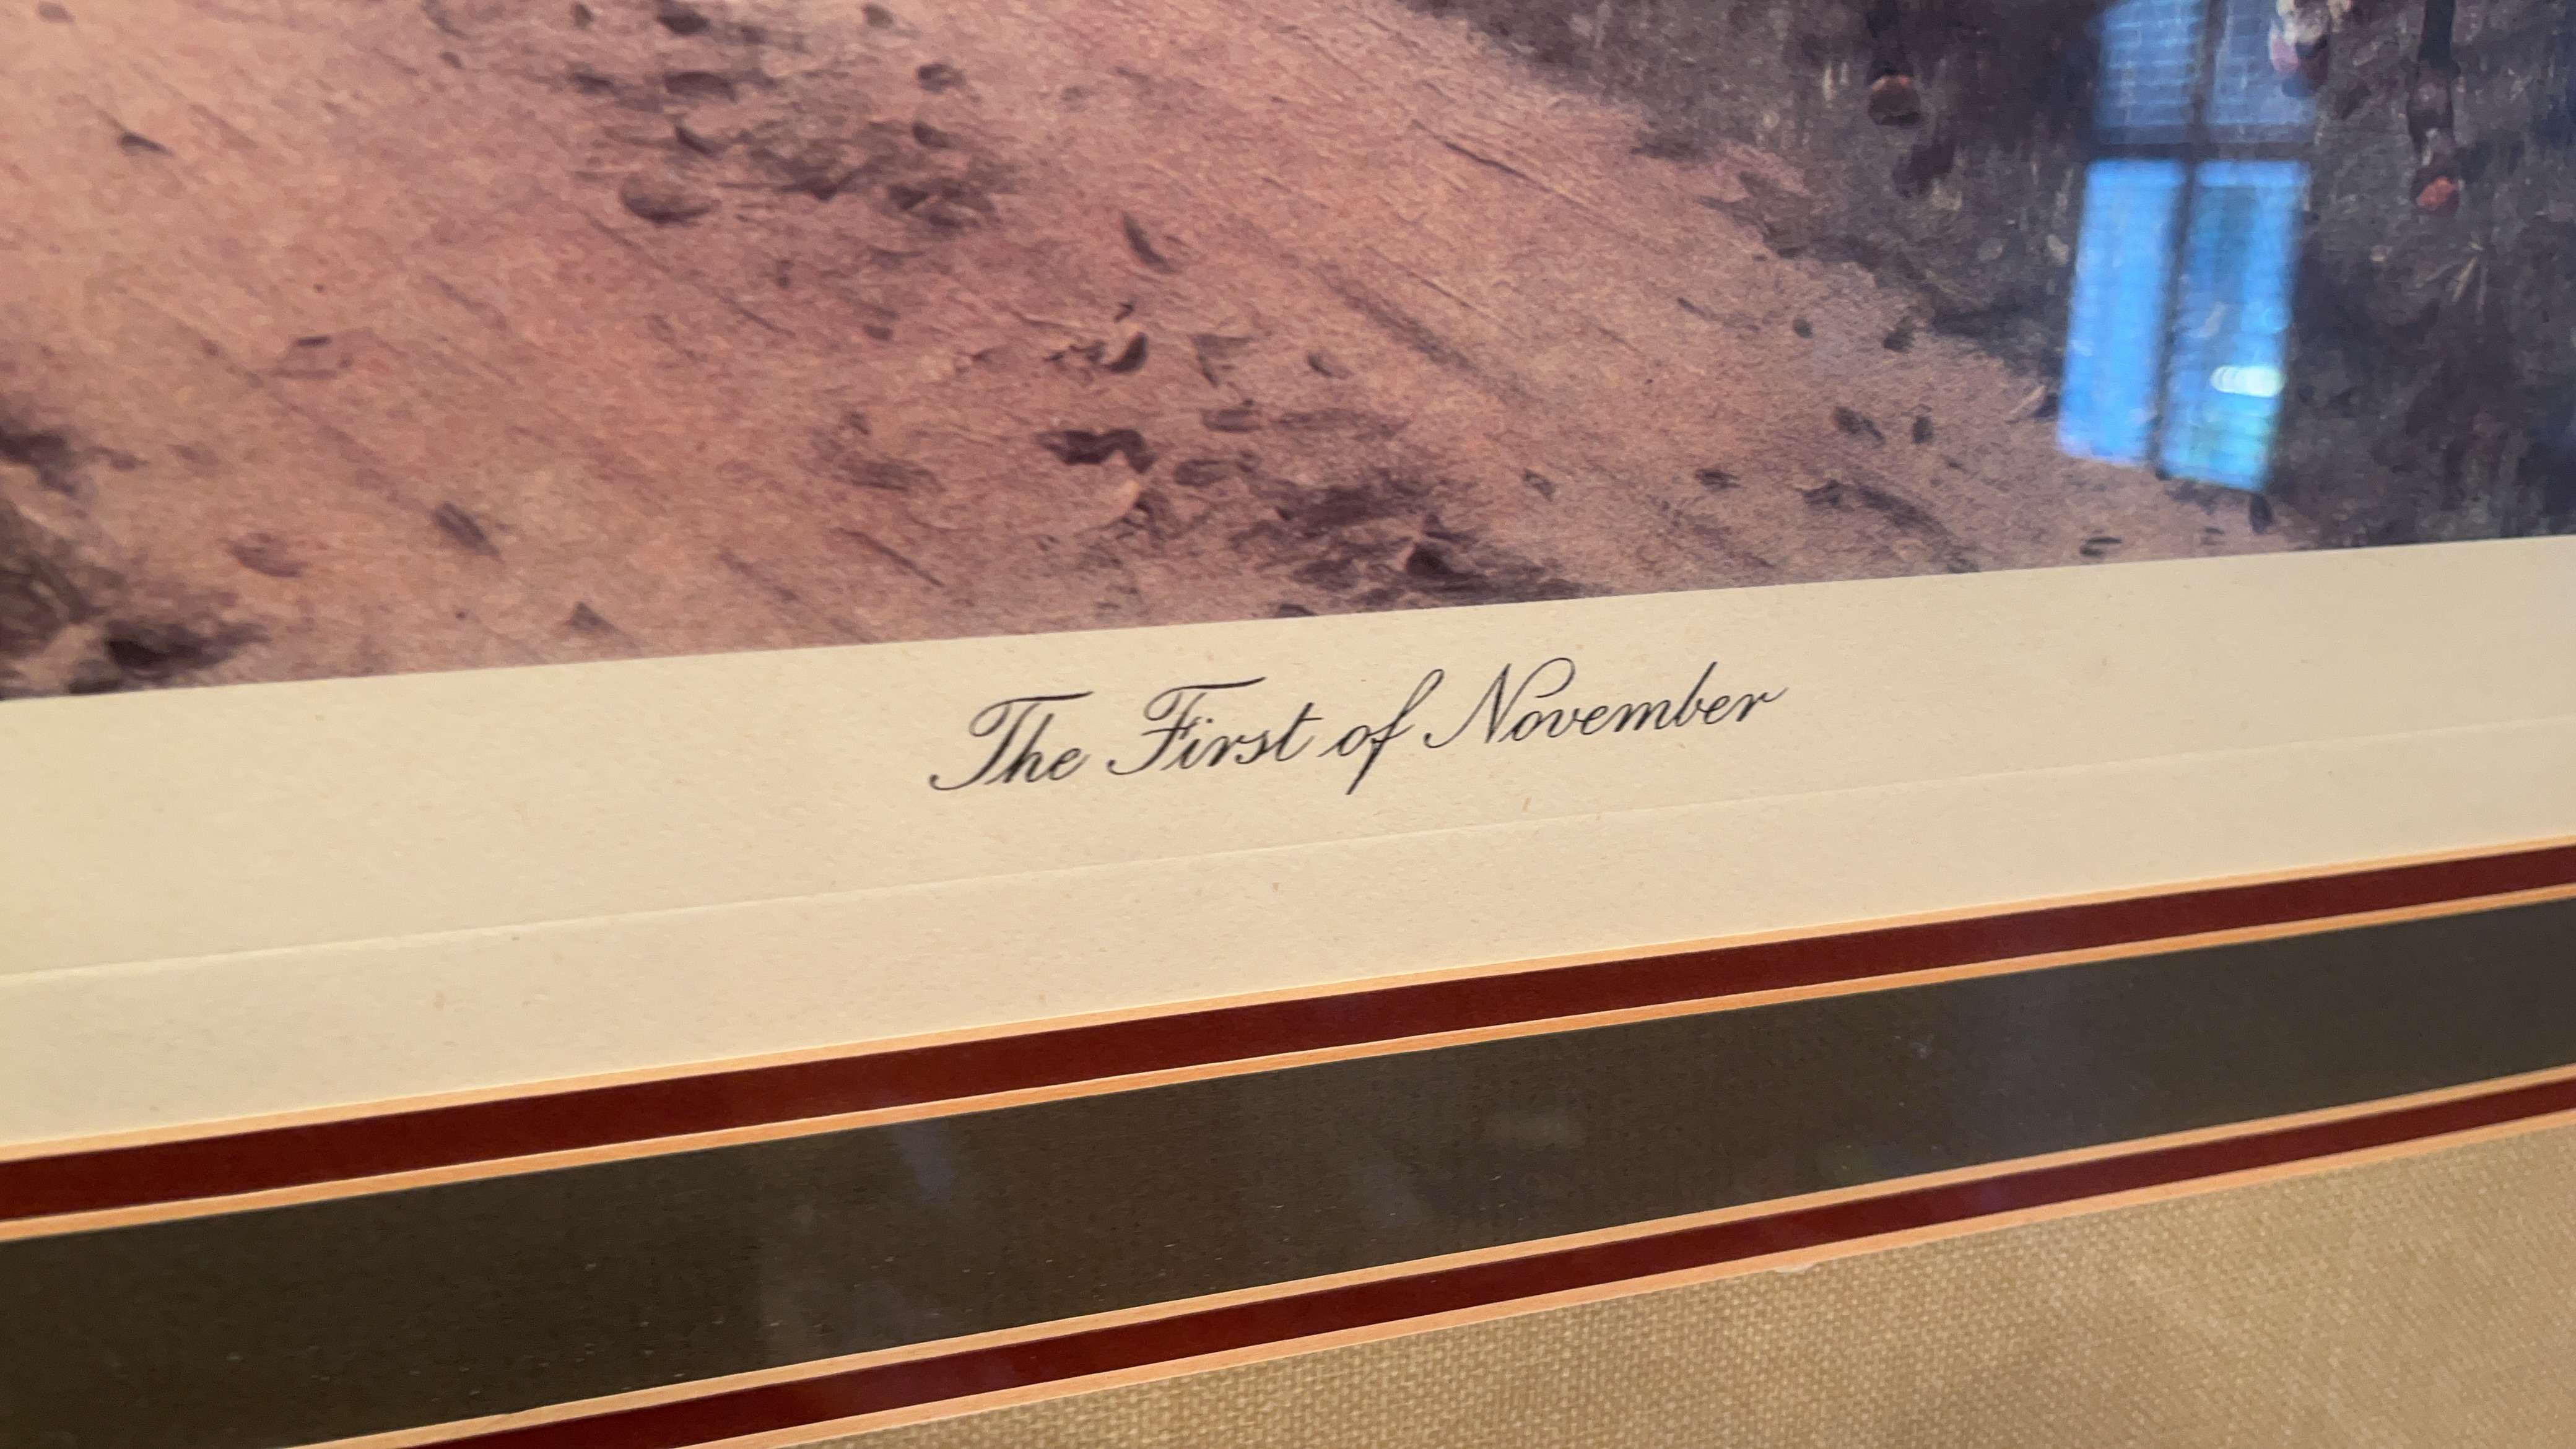 The First of November